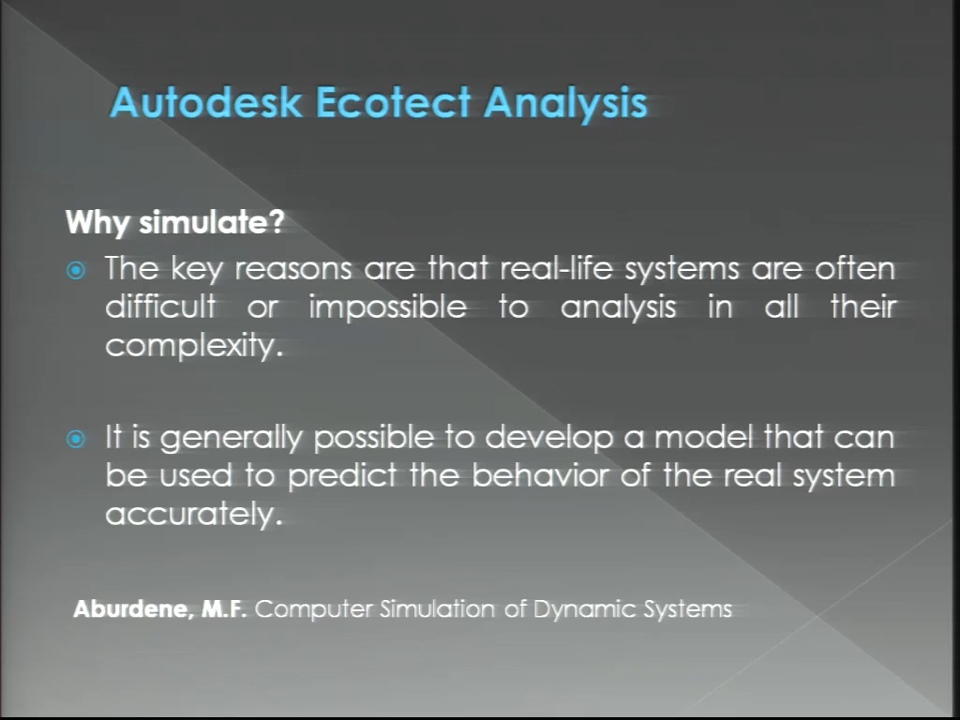 Autodesk Ecotect Analysis
Why simulate?
The key reasons are that real-life systems are often
difficult or impossible to analysis in all their
complexity.
It is generally possible to develop a model that can
be used to predict the behavior of the real system
accurately.
Aburdene, M.F. Computer Simulation of Dynamic Systems